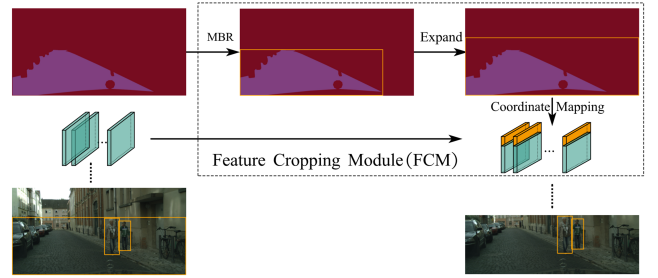 MBR
Expand
Coordinate Mapping
...
...
Feature Cropping Module(FCM)